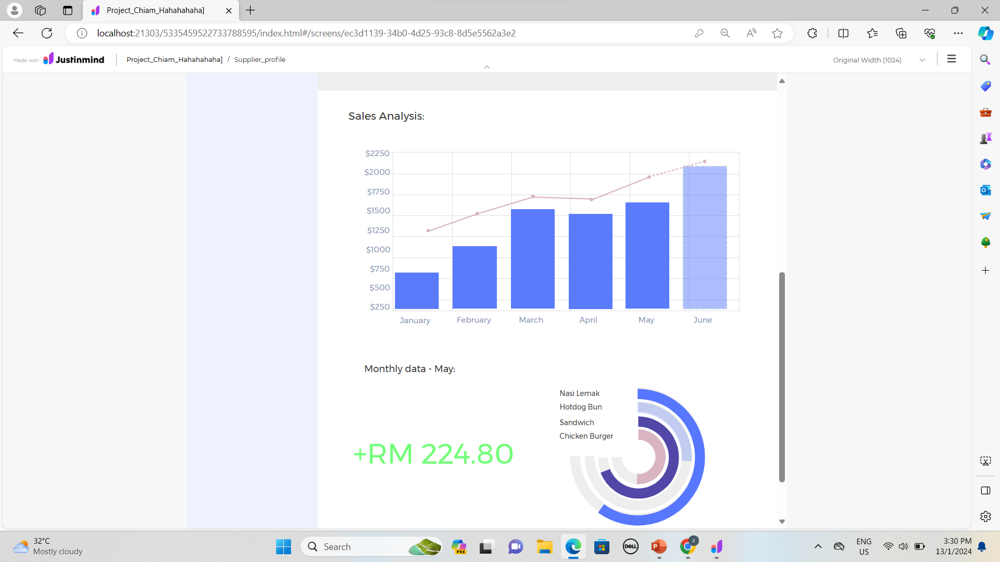 Project_Chiam_Hahahahaha]
localhost:21303/5335459522733788595/index.html#/screens/ec3d1139-34b0-4d25-93c8-8d5e5562a3e2
Made with Justinmind
Project_Chiam_Hahahahaha] / Supplier_profile
Original Width (1024)
Sales Analysis:
$2250
$2000
$1750
$1500
$1250
$1000
$750
$500
$250
January February March April May June
Monthly data - May:
Nasi Lemak
Hotdog Bun
Sandwich
Chicken Burger
+RM 224.80
32°C
Mostly cloudy
Search
PRE
DELL
P
z
ENG
US
3:30 PM
13/1/2024